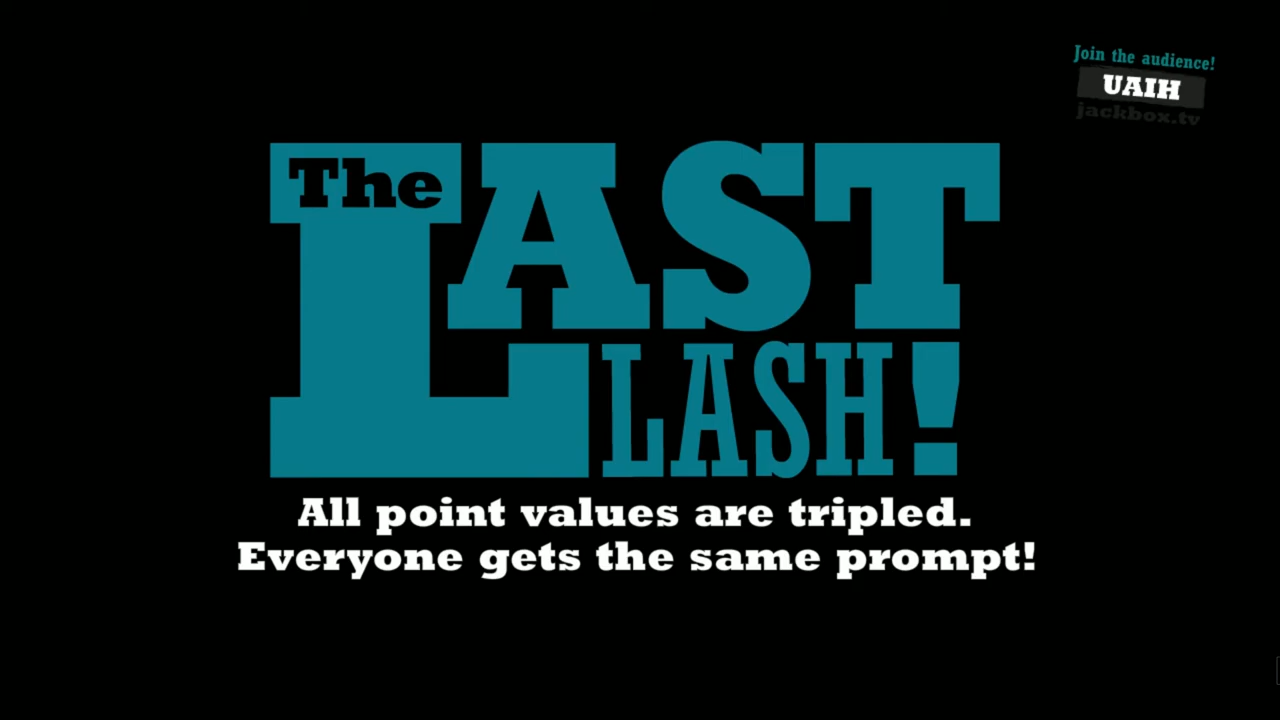 Join the audience!
UAIH
jackbox.tv
The LAST
LASH!
All point values are tripled.
Everyone gets the same prompt!